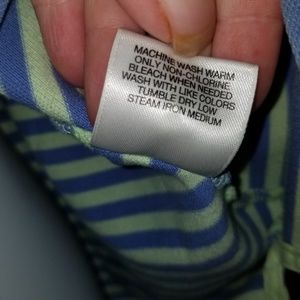 MACHINE WASH WARM
ONLY NON-CHLORINE
BLEACH WHEN NEEDED
WASH WITH LIKE COLORS
TUMBLE DRY LOW
STEAM IRON MEDIUM